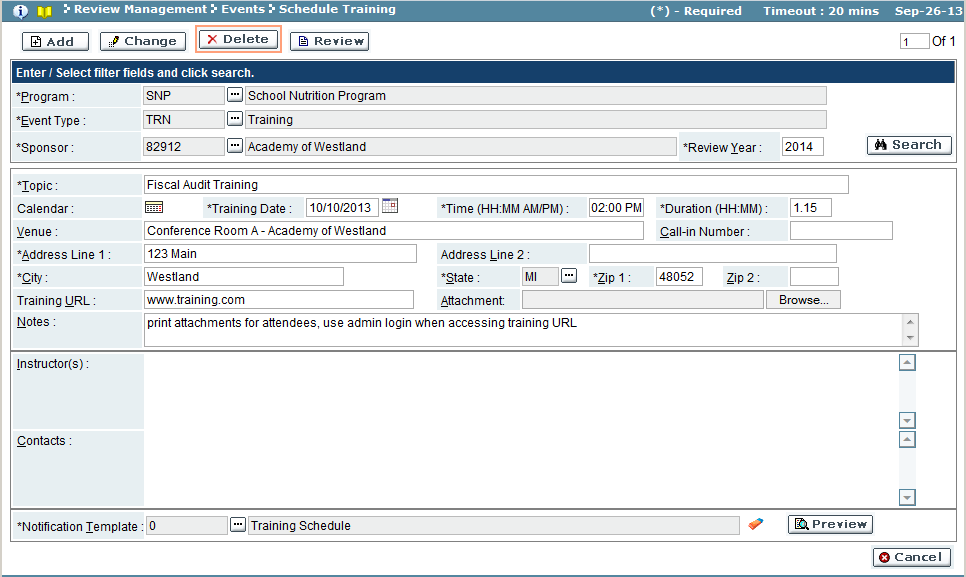 Review Management Events Schedule Training (*) - Required Timeout : 20 mins Sep-26-13
Add Change Delete Review 1 Of 1
Enter / Select filter fields and click search.
*Program : SNP ... School Nutrition Program
*Event Type : TRN ... Training
*Sponsor : 82912 ... Academy of Westland *Review Year : 2014 Search
*Topic : Fiscal Audit Training
Calendar : *Training Date : 10/10/2013 *Time (HH:MM AM/PM) : 02:00 PM *Duration (HH:MM) : 1.15
Venue : Conference Room A - Academy of Westland Call-in Number :
*Address Line 1 : 123 Main Address Line 2 :
*City : Westland *State : MI ... *Zip 1 : 48052 Zip 2 :
Training URL : www.training.com Attachment: Browse...
Notes : print attachments for attendees, use admin login when accessing training URL
Instructor(s) :
Contacts :
*Notification Template : 0 ... Training Schedule Preview
Cancel